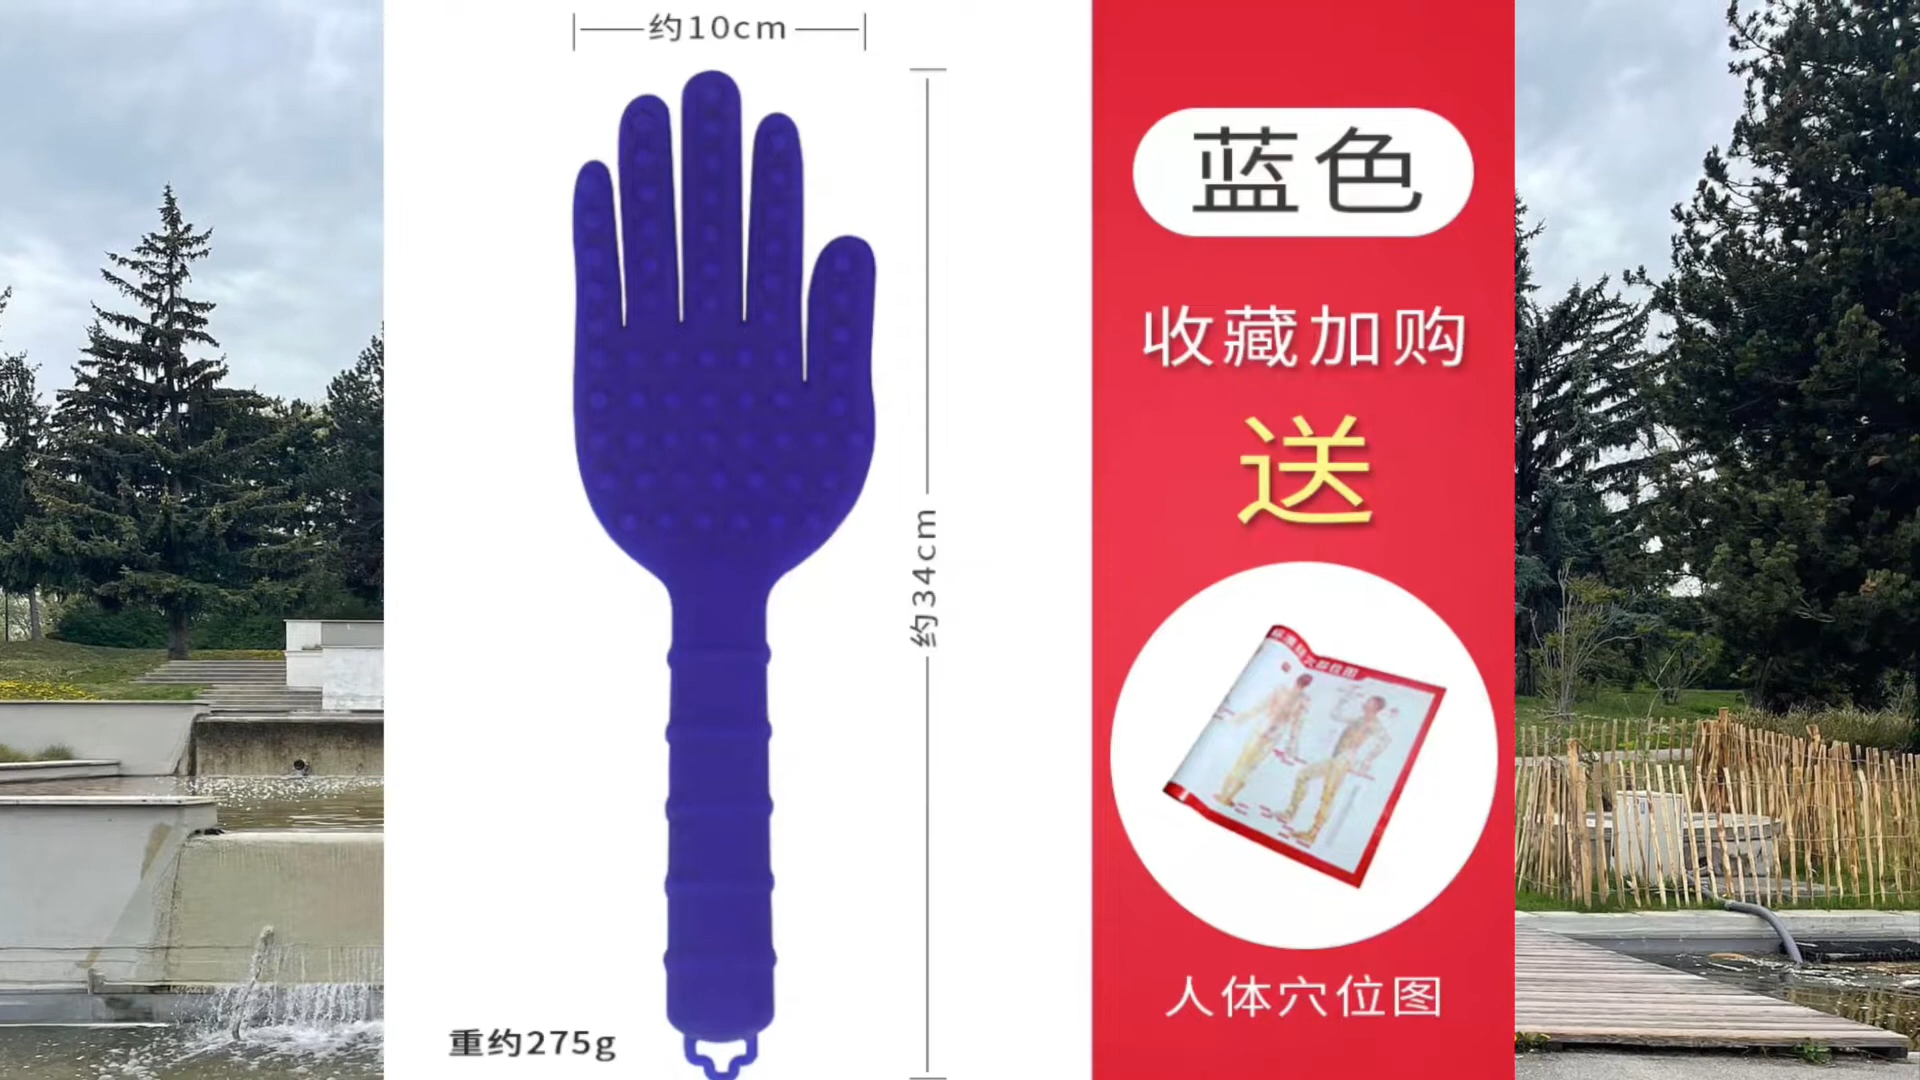 约10cm
约34cm
重约275g
蓝色
收藏加购
送
人体穴位图